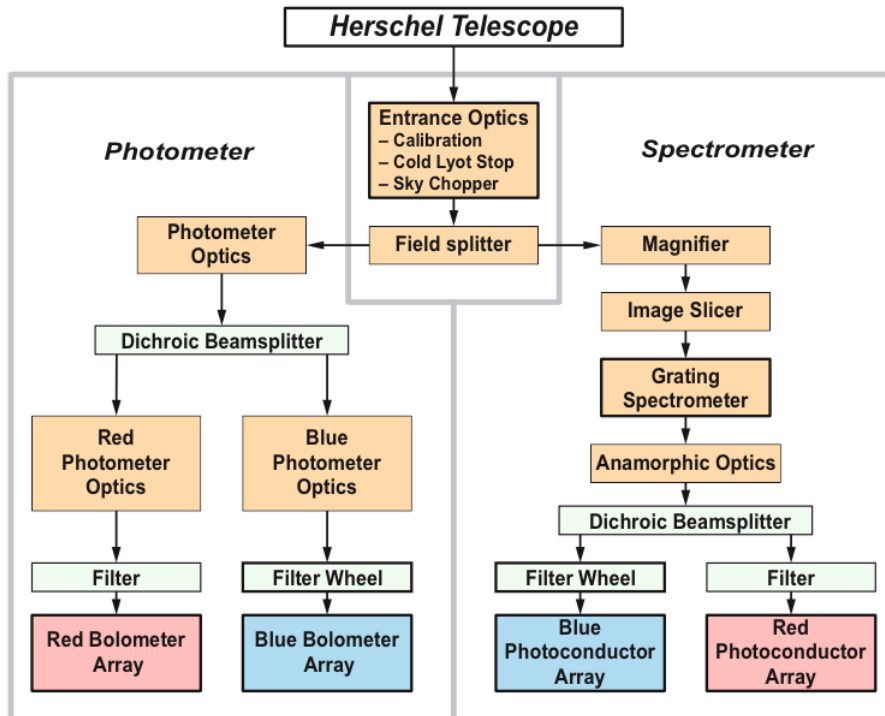 Herschel Telescope
Entrance Optics
– Calibration
– Cold Lyot Stop
– Sky Chopper
Photometer
Spectrometer
Photometer
Optics
Field splitter
Magnifier
Image Slicer
Dichroic Beamsplitter
Grating
Spectrometer
Red
Photometer
Optics
Blue
Photometer
Optics
Anamorphic Optics
Dichroic Beamsplitter
Filter
Filter Wheel
Filter Wheel
Filter
Red Bolometer
Array
Blue Bolometer
Array
Blue
Photoconductor
Array
Red
Photoconductor
Array